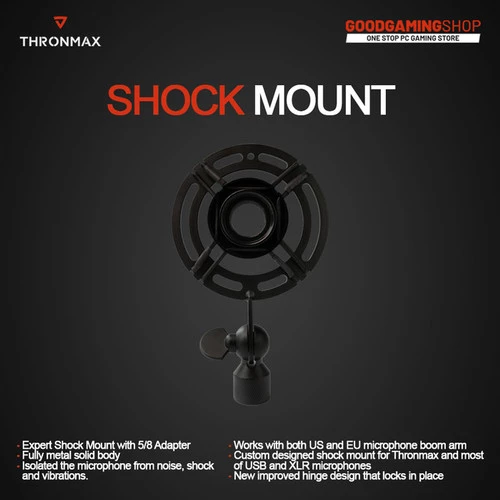 THRONMAX
GOODGAMINGSHOP
ONE STOP PC GAMING STORE
SHOCK MOUNT
- Expert Shock Mount with 5/8 Adapter
- Fully metal solid body
- Isolated the microphone from noise, shock
and vibrations.
- Works with both US and EU microphone boom arm
- Custom designed shock mount for Thronmax and most
of USB and XLR microphones
- New improved hinge design that locks in place